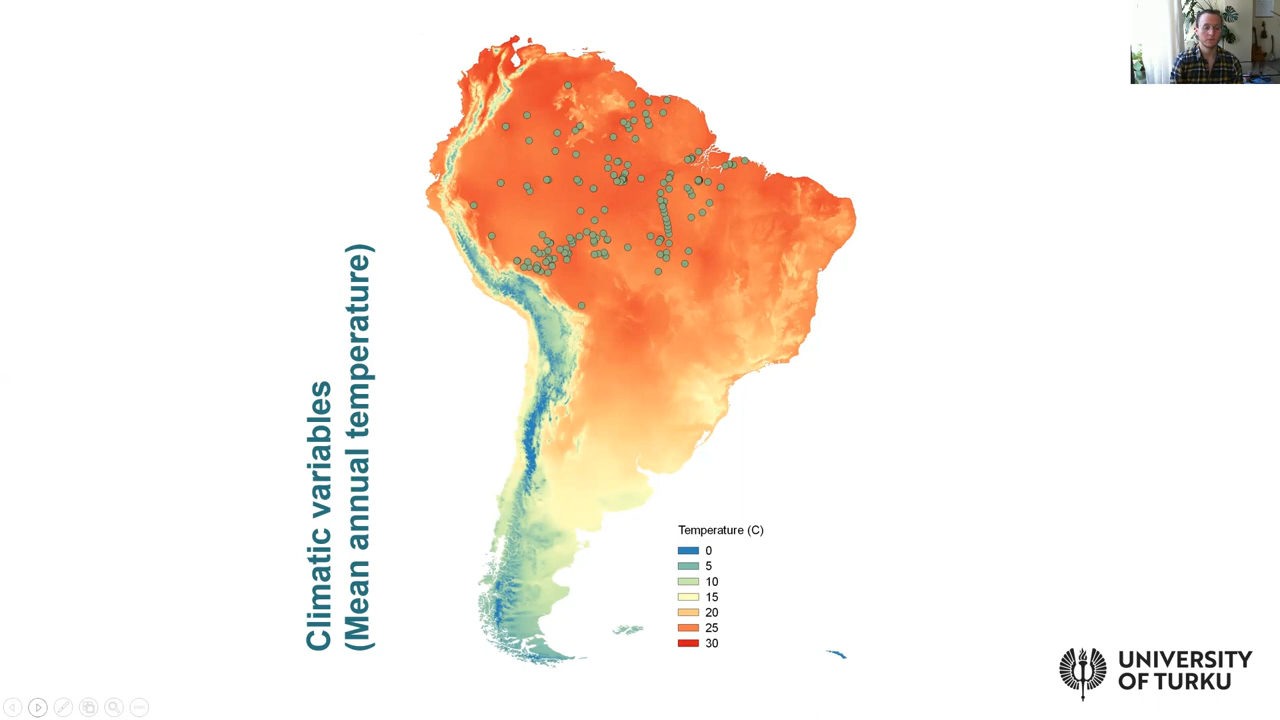 Climatic variables
(Mean annual temperature)
Temperature (C)
0
5
10
15
20
25
30
UNIVERSITY
OF TURKU